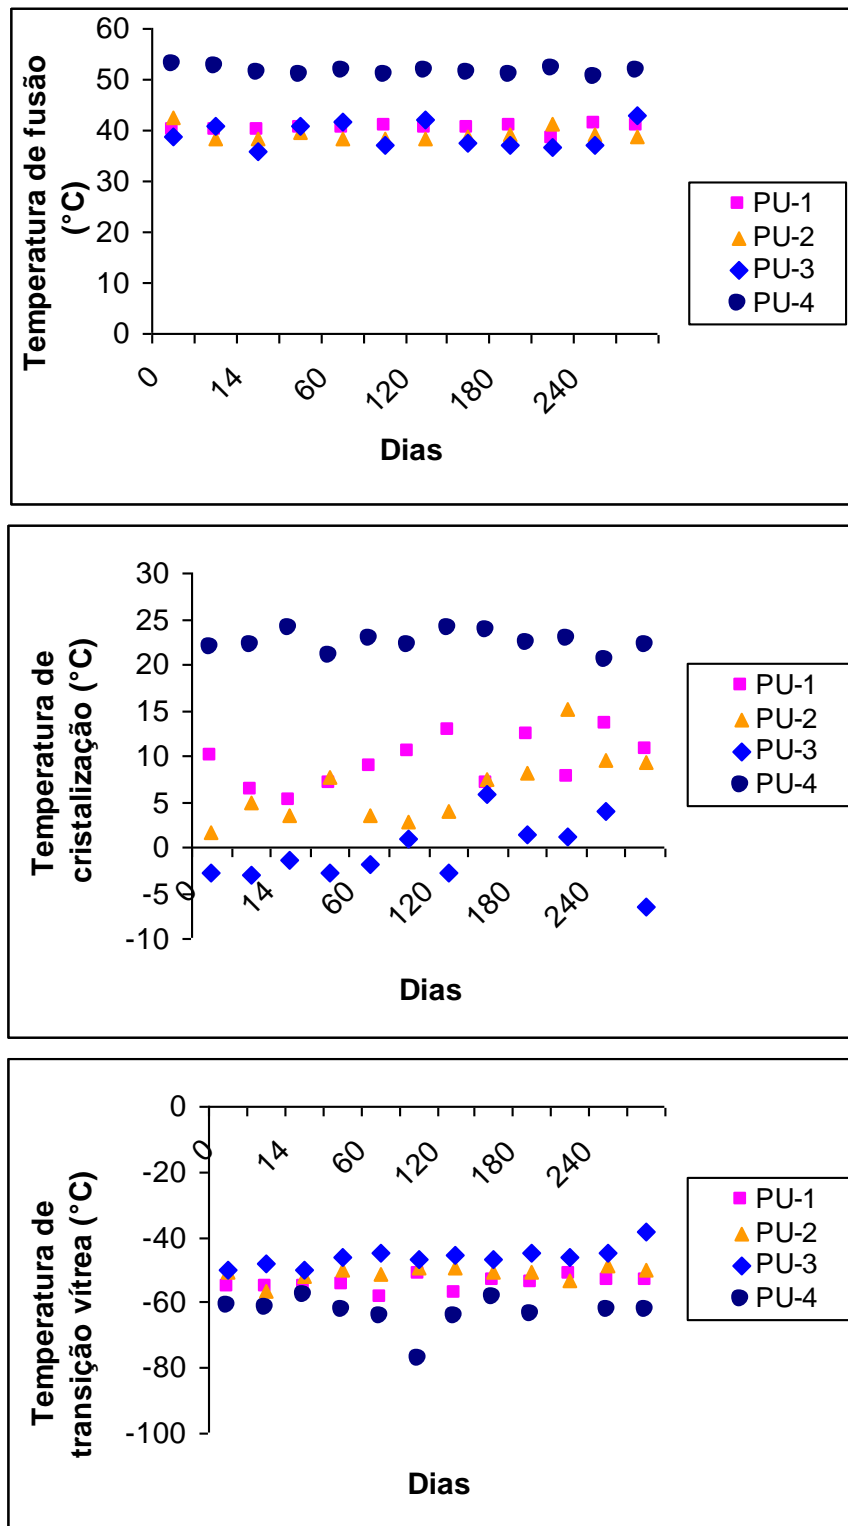 60
50
40
30
20
10
0
Temperatura de fusão
(°C)
0
14
60
120
180
240
Dias
PU-1
PU-2
PU-3
PU-4
30
25
20
15
10
5
0
-5
-10
Temperatura de
cristalização (°C)
0
14
60
120
180
240
Dias
PU-1
PU-2
PU-3
PU-4
0
-20
-40
-60
-80
-100
Temperatura de
transição vítrea (°C)
0
14
60
120
180
240
Dias
PU-1
PU-2
PU-3
PU-4